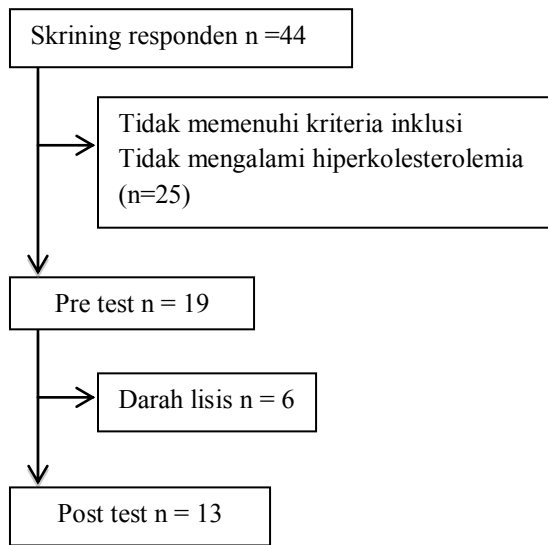 Skrining responden n =44
Tidak memenuhi kriteria inklusi
Tidak mengalami hiperkolesterolemia
(n=25)
Pre test n = 19
Darah lisis n = 6
Post test n = 13